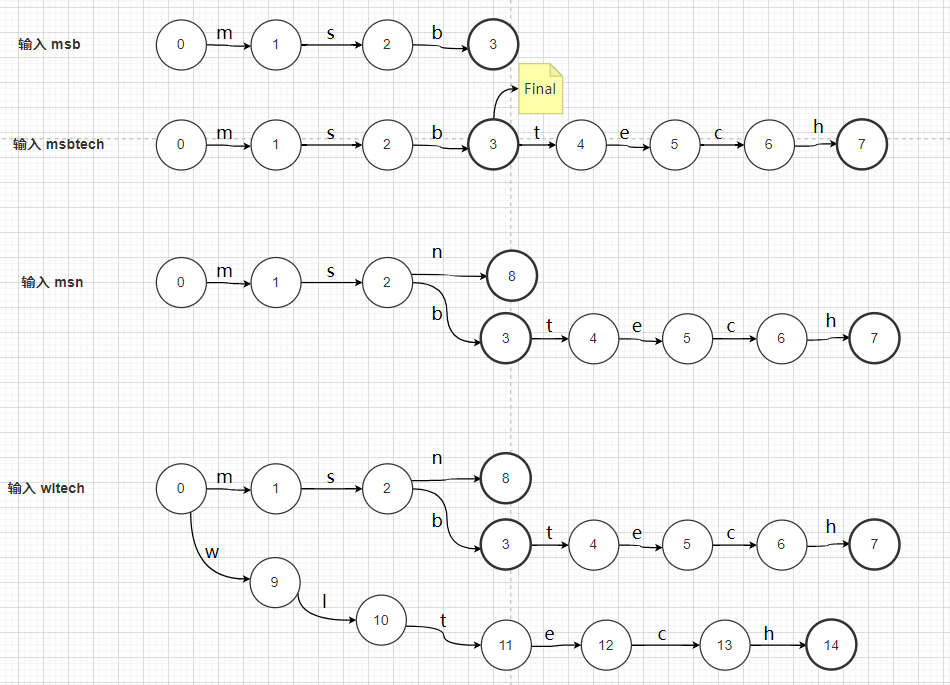 输入 msb 0 m 1 s 2 b 3
Final
输入 msbtech 0 m 1 s 2 b 3 t 4 e 5 c 6 h 7
输入 msn 0 m 1 s 2 n 8
b 3 t 4 e 5 c 6 h 7
输入 wltech 0 m 1 s 2 n 8
b 3 t 4 e 5 c 6 h 7
w 9 l 10 t 11 e 12 c 13 h 14